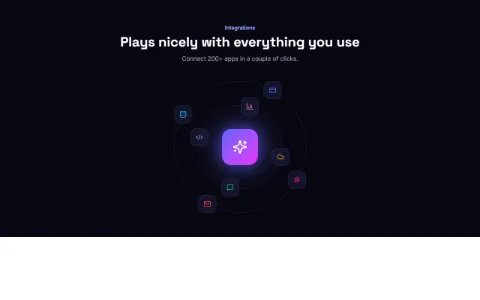 Integrations
Plays nicely with everything you use
Connect 200+ apps in a couple of clicks.